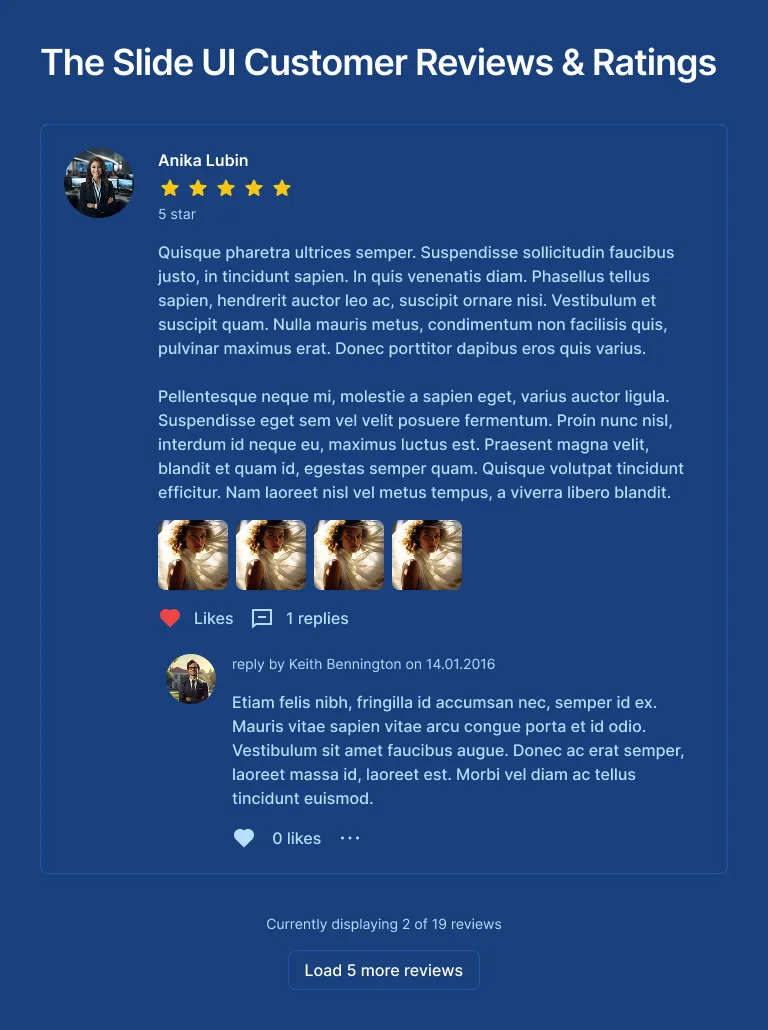 The Slide UI Customer Reviews & Ratings
Anika Lubin
5 star
Quisque pharetra ultrices semper. Suspendisse sollicitudin faucibus
justo, in tincidunt sapien. In quis venenatis diam. Phasellus tellus
sapien, hendrerit auctor leo ac, suscipit ornare nisi. Vestibulum et
suscipit quam. Nulla mauris metus, condimentum non facilisis quis,
pulvinar maximus erat. Donec porttitor dapibus eros quis varius.
Pellentesque neque mi, molestie a sapien eget, varius auctor ligula.
Suspendisse eget sem vel velit posuere fermentum. Proin nunc nisl,
interdum id neque eu, maximus luctus est. Praesent magna velit,
blandit et quam id, egestas semper quam. Quisque volutpat tincidunt
efficitur. Nam laoreet nisl vel metus tempus, a viverra libero blandit.
Likes 1 replies
reply by Keith Bennington on 14.01.2016
Etiam felis nibh, fringilla id accumsan nec, semper id ex.
Mauris vitae sapien vitae arcu congue porta et id odio.
Vestibulum sit amet faucibus augue. Donec ac erat semper,
laoreet massa id, laoreet est. Morbi vel diam ac tellus
tincidunt euismod.
0 likes
Currently displaying 2 of 19 reviews
Load 5 more reviews